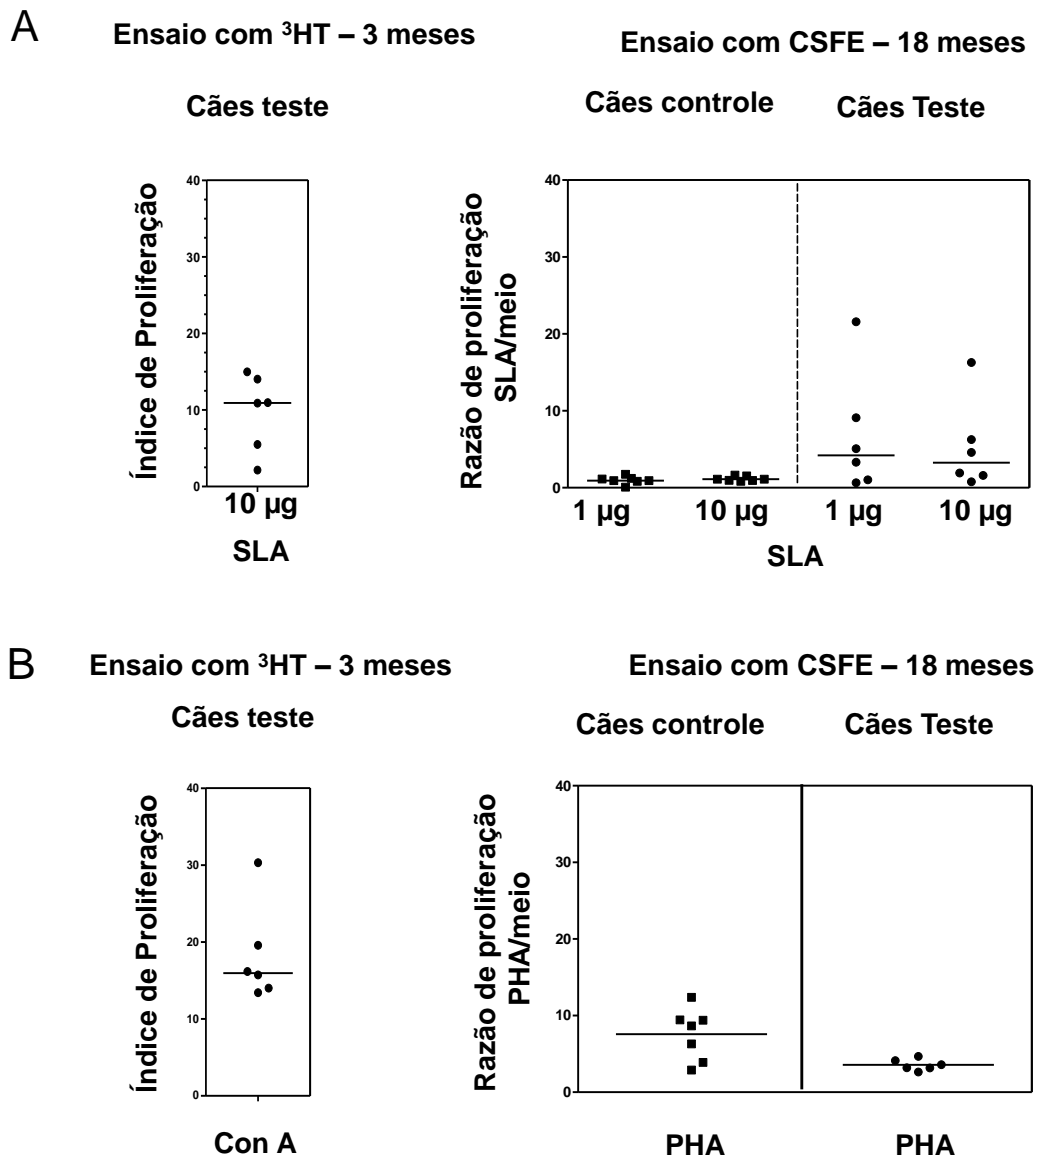 A
Ensaio com ³HT – 3 meses
Ensaio com CSFE – 18 meses
Cães teste
Cães controle
Cães Teste
Índice de Proliferação
40
30
20
10
0
10 µg
SLA
Razão de proliferação
SLA/meio
40
30
20
10
0
1 µg
10 µg
1 µg
10 µg
SLA
B
Ensaio com ³HT – 3 meses
Ensaio com CSFE – 18 meses
Cães teste
Cães controle
Cães Teste
Índice de Proliferação
40
30
20
10
0
Con A
Razão de proliferação
PHA/meio
40
30
20
10
0
PHA
PHA